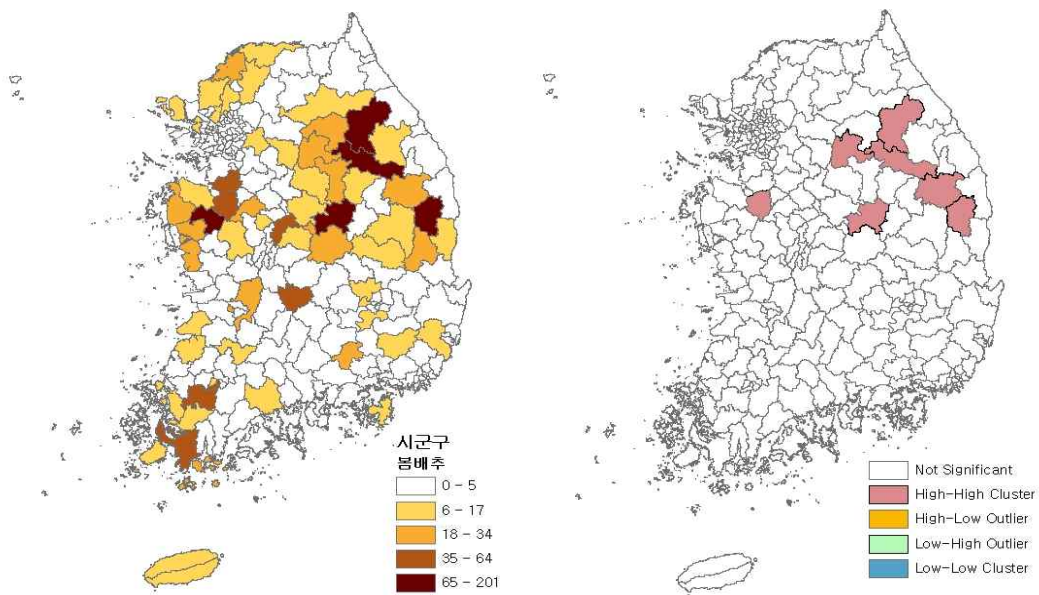 시군구
봄배추
0 - 5
6 - 17
18 - 34
35 - 64
65 - 201
Not Significant
High-High Cluster
High-Low Outlier
Low-High Outlier
Low-Low Cluster